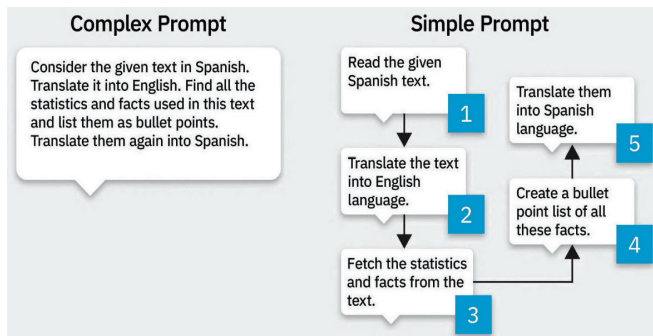 Complex Prompt
Consider the given text in Spanish.
Translate it into English. Find all the
statistics and facts used in this text
and list them as bullet points.
Translate them again into Spanish.
Simple Prompt
Read the given
Spanish text.
1
Translate the text
into English
language.
2
Fetch the statistics
and facts from the
text.
3
Create a bullet
point list of all
these facts.
4
Translate them
into Spanish
language.
5